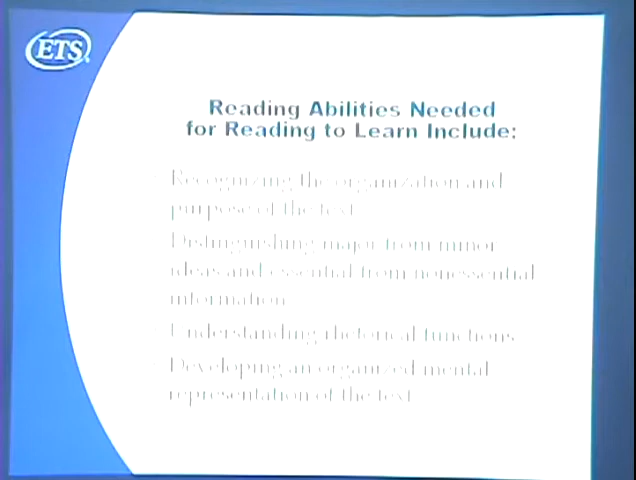 ETS
Reading Abilities Needed
for Reading to Learn Include:
Recognizing the organization and
purpose of the text
Distinguishing major from minor
ideas and essential from nonessential
information
Understanding rhetorical functions
Developing an organized mental
representation of the text